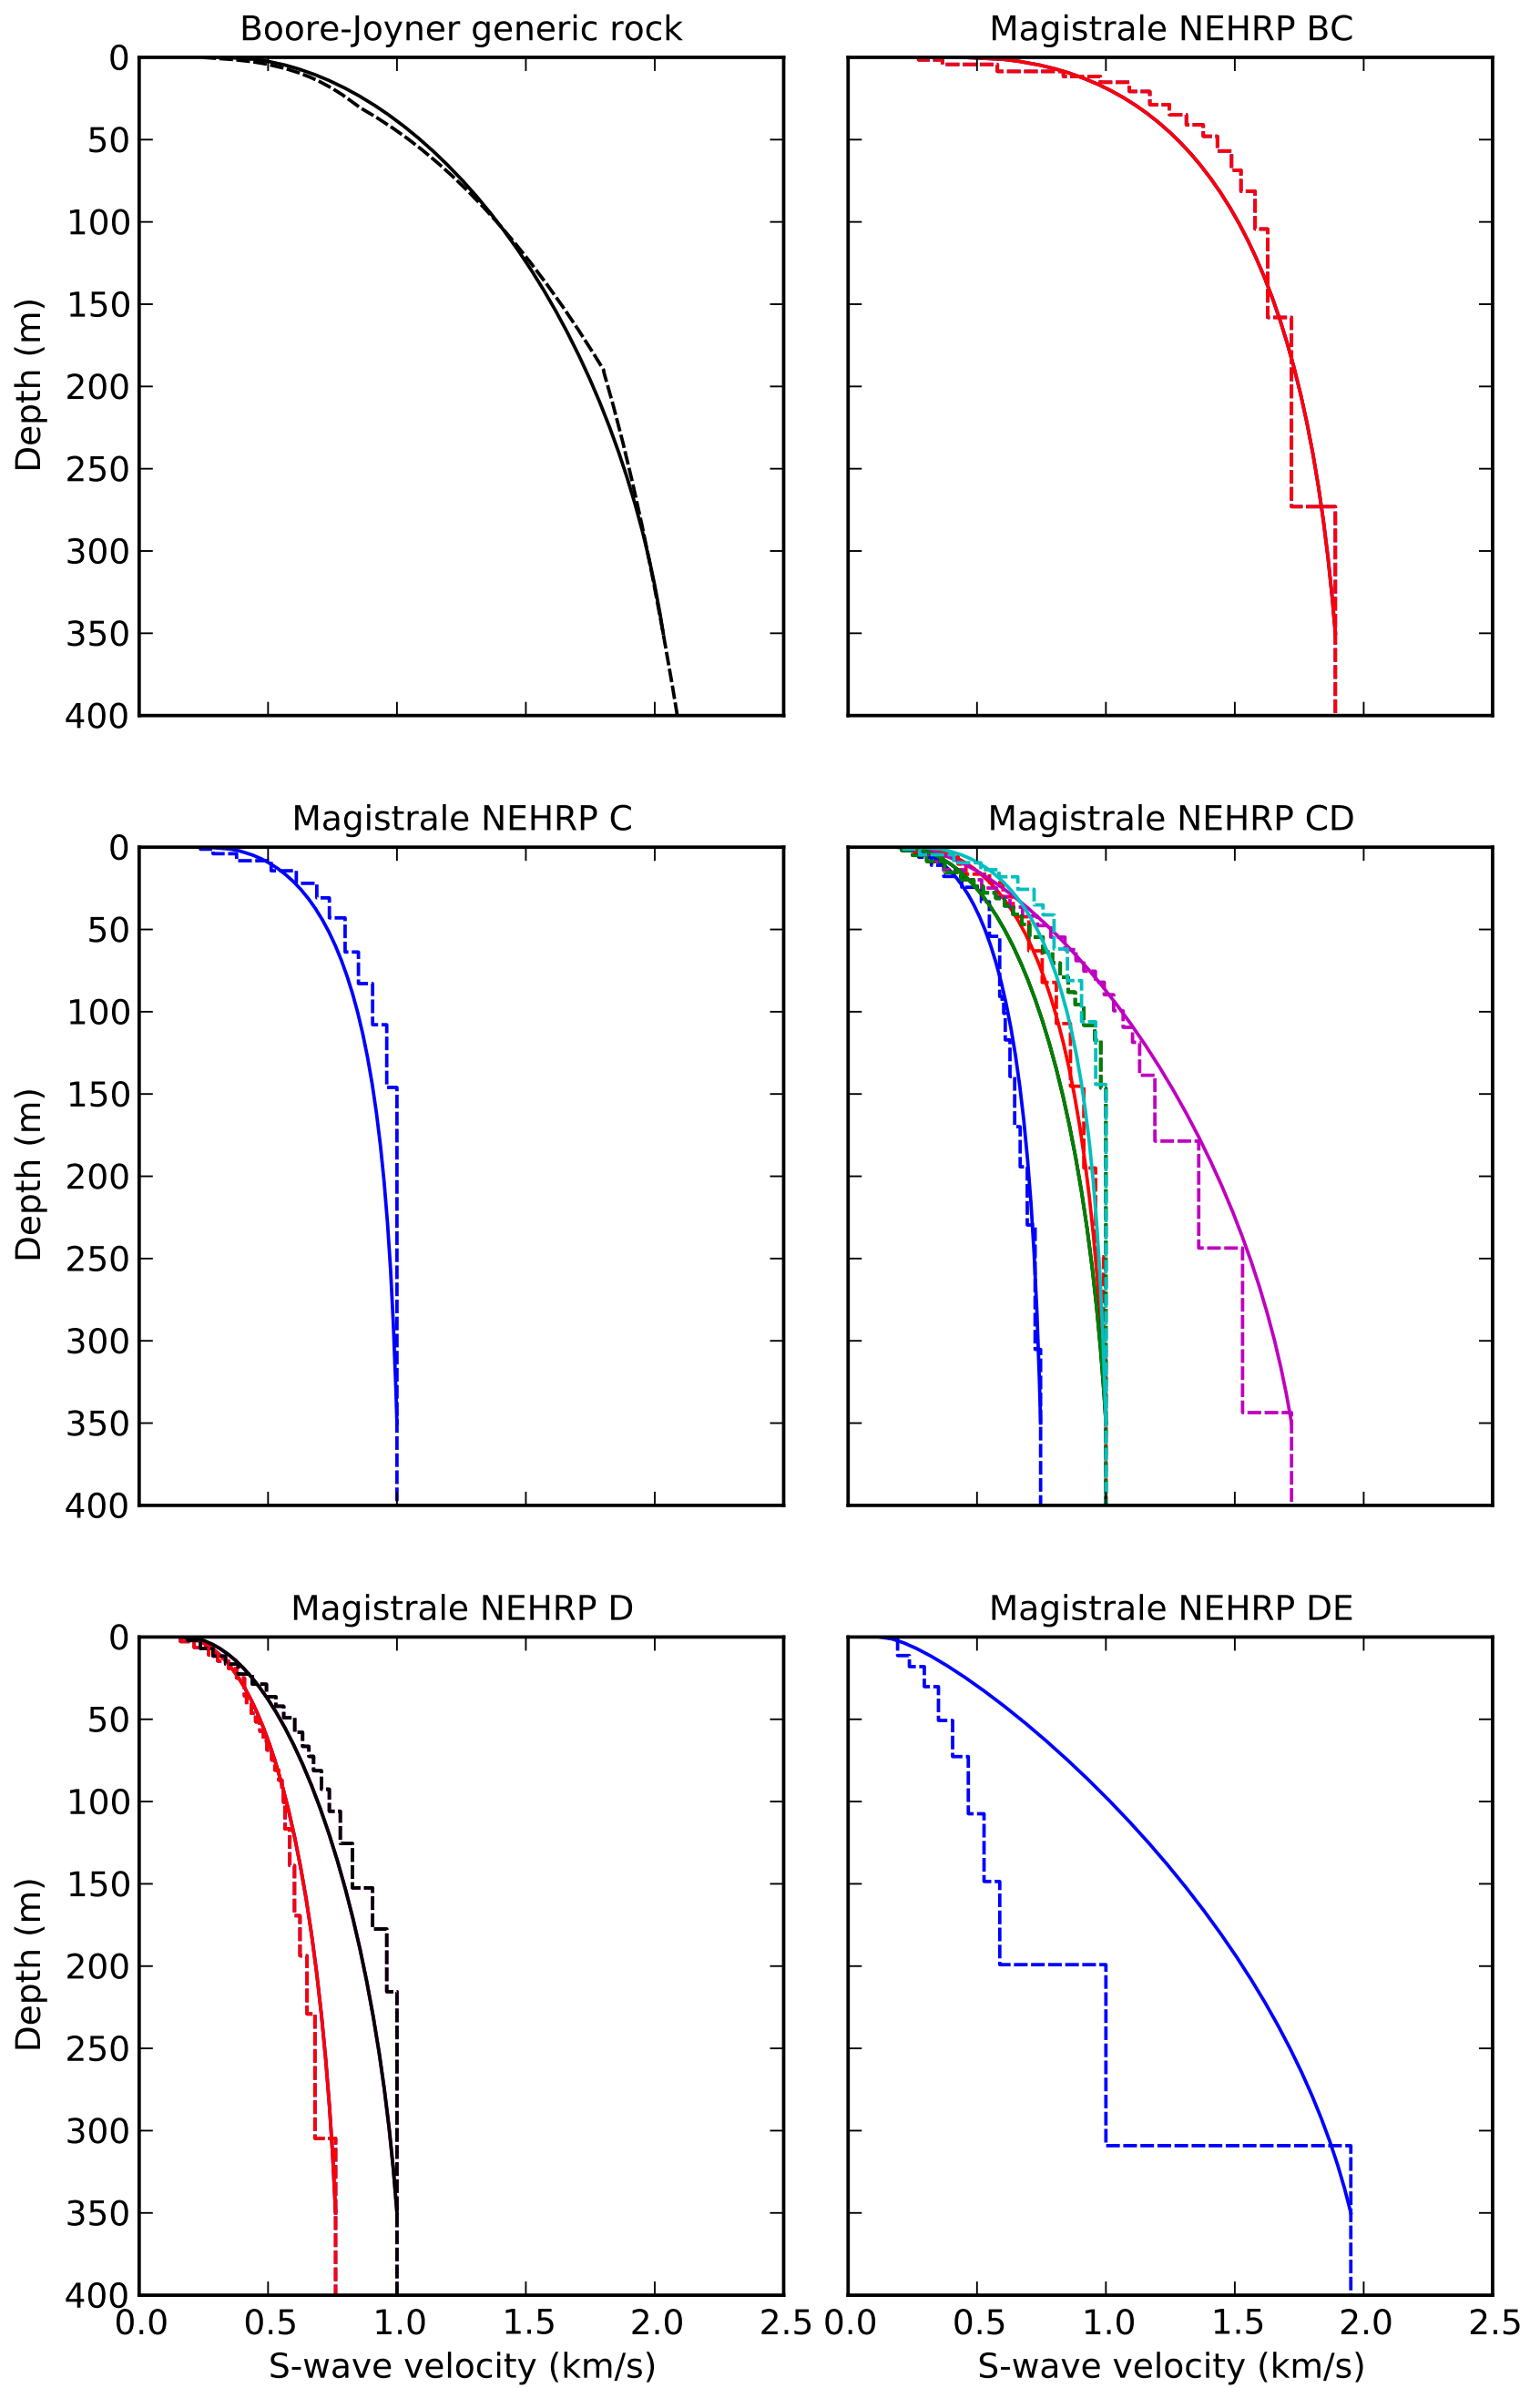 Boore-Joyner generic rock
Magistrale NEHRP BC
0
50
100
150
200
250
300
350
400
Depth (m)
Magistrale NEHRP C
Magistrale NEHRP CD
0
50
100
150
200
250
300
350
400
Depth (m)
Magistrale NEHRP D
Magistrale NEHRP DE
0
50
100
150
200
250
300
350
400
Depth (m)
0.0 0.5 1.0 1.5 2.0 2.5
0.0 0.5 1.0 1.5 2.0 2.5
S-wave velocity (km/s)
S-wave velocity (km/s)